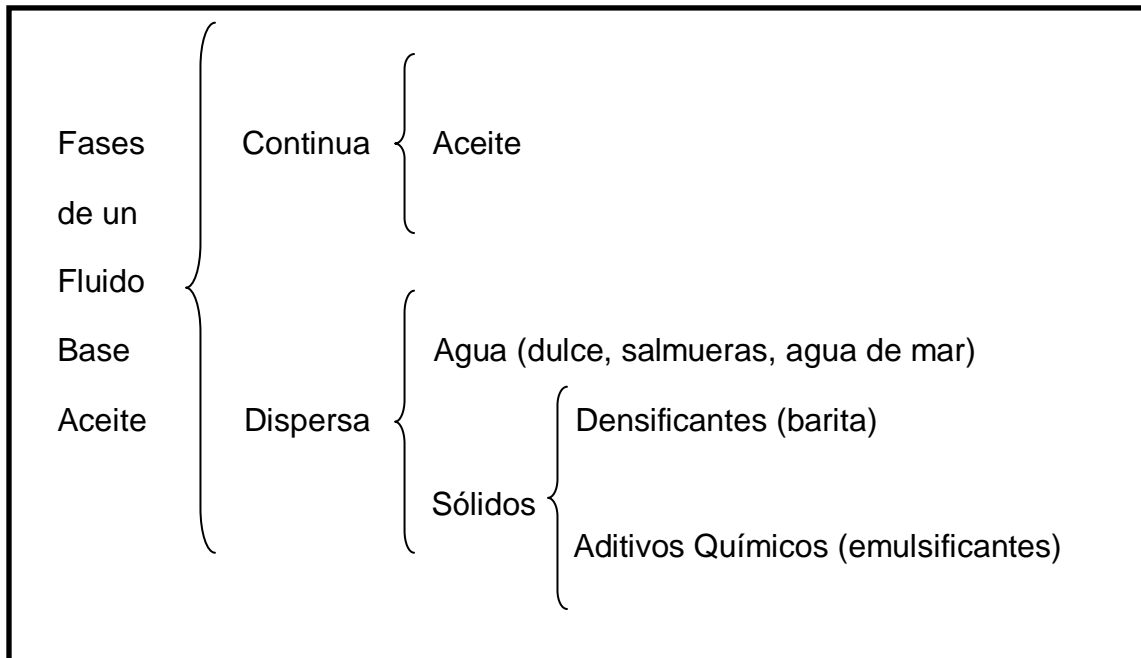 Fases
de un
Fluido
Base
Aceite
Continua
Aceite
Dispersa
Agua (dulce, salmueras, agua de mar)
Sólidos
Densificantes (barita)
Aditivos Químicos (emulsificantes)